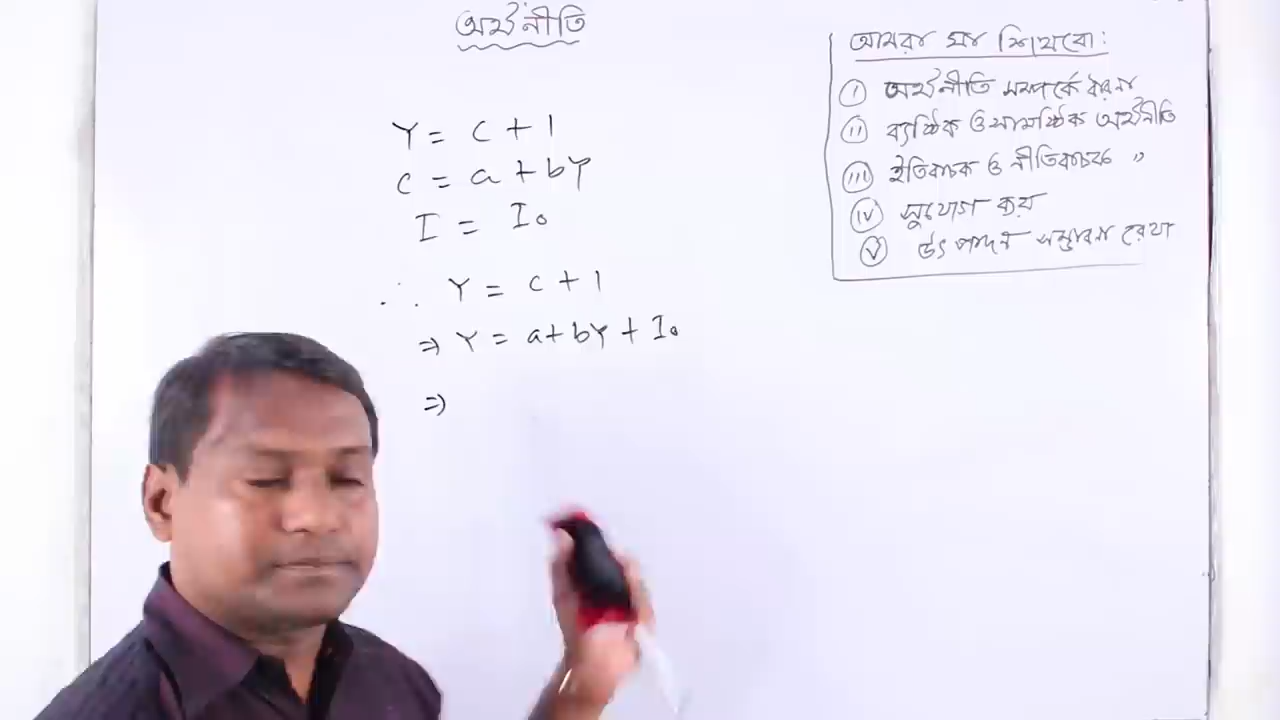 অর্থনীতি
Y = C + I
C = a + bY
I = I₀
∴ Y = C + I
⇒ Y = a + bY + I₀
⇒
আমরা যা শিখবো:
(i) অর্থনীতি সম্পর্কে ধারনা
(ii) ব্যষ্টিক ও সামষ্টিক অর্থনীতি
(iii) ইতিবাচক ও নীতিবাচক "
(iv) সুযোগ ব্যয়
(v) উৎপাদন সম্ভাবনা রেখা